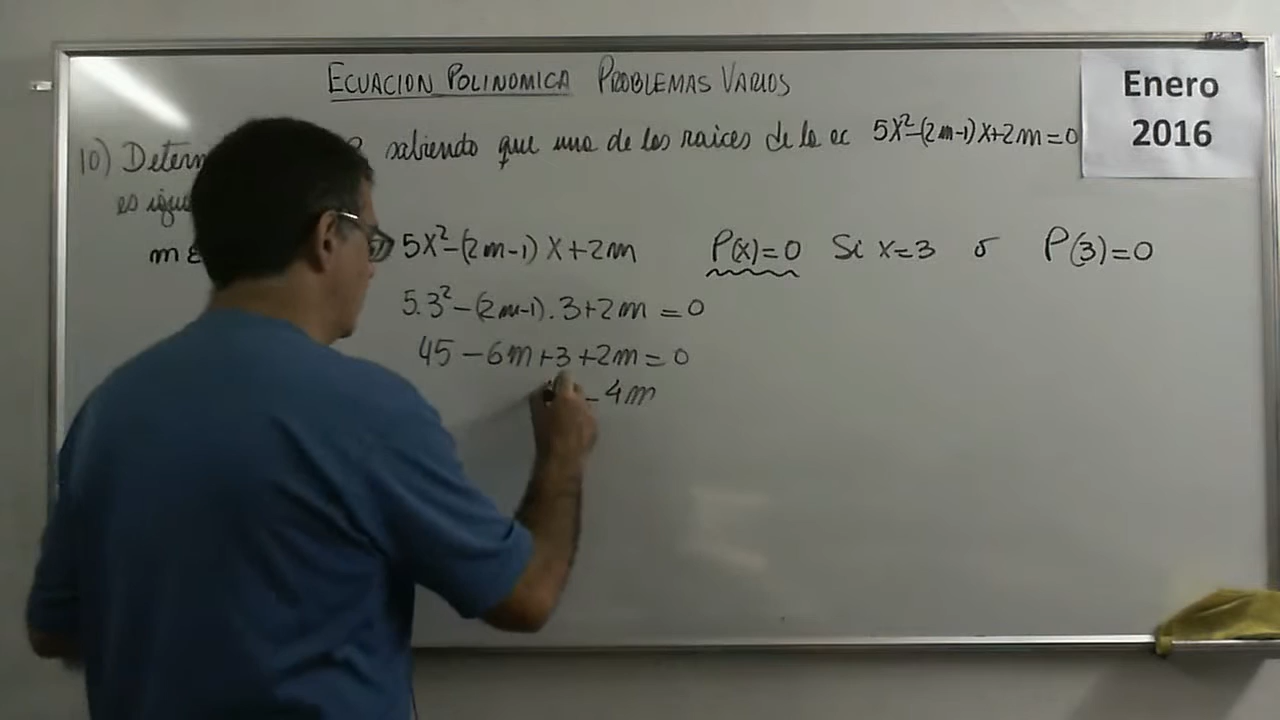 ECUACION POLINOMICA PROBLEMAS VARIOS
Enero
2016
10) sabiendo que una de las raices de la ec 5X²-(2m-1)X+2m=0
es
m ε
5X²-(2m-1)X+2m P(x)=0 Si x=3 o P(3)=0
5.3²-(2m-1).3+2m=0
45-6m+3+2m=0
-4m